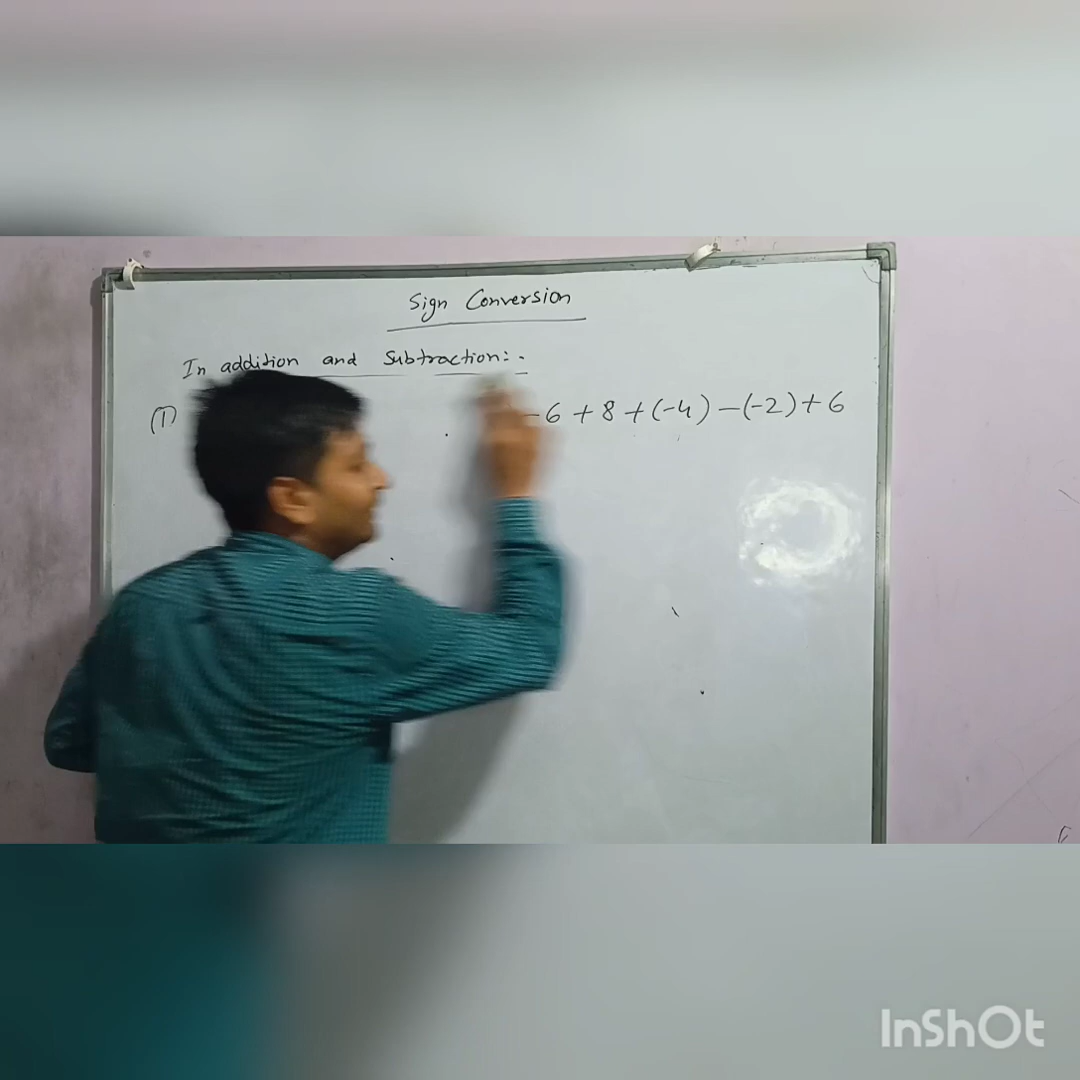 Sign Conversion
In addition and Subtraction:-
(1) -6 + 8 + (-4) - (-2) + 6
InShOt